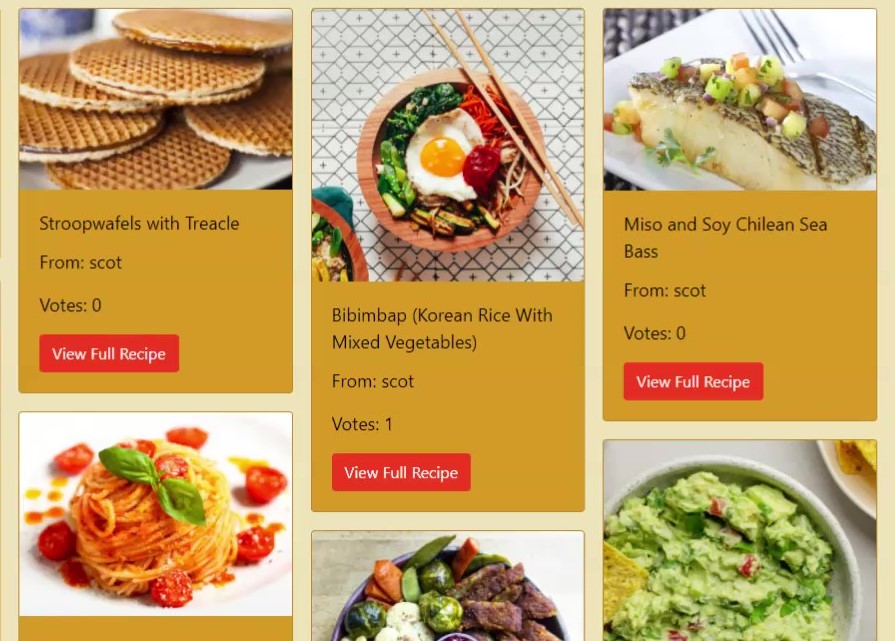 Stroopwafels with Treacle
From: scot
Votes: 0
View Full Recipe
Bibimbap (Korean Rice With
Mixed Vegetables)
From: scot
Votes: 1
View Full Recipe
Miso and Soy Chilean Sea
Bass
From: scot
Votes: 0
View Full Recipe